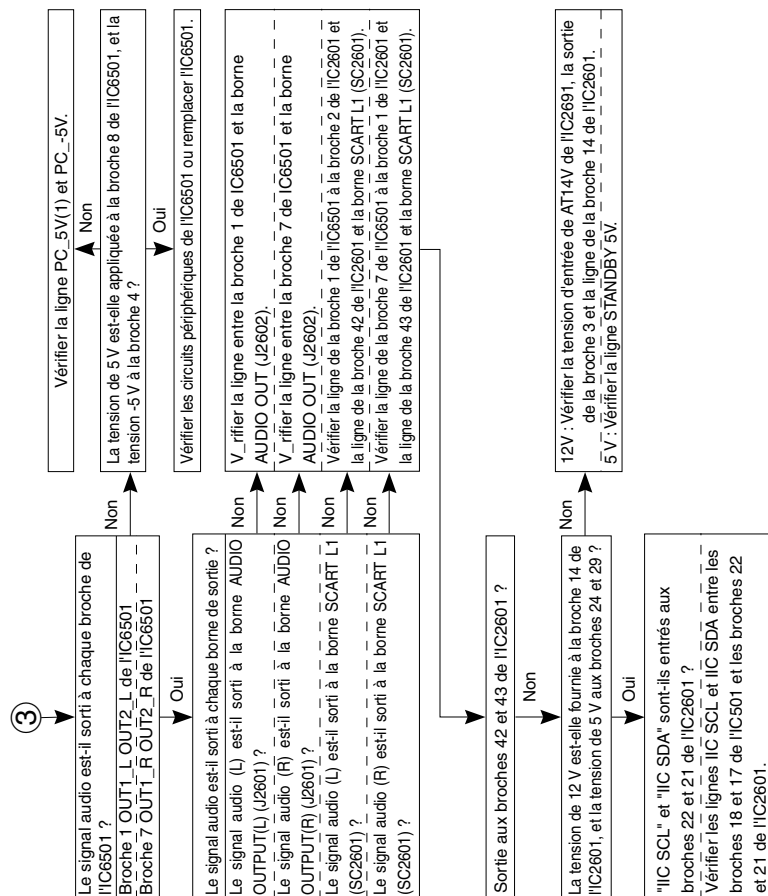 ③
Le signal audio est-il sorti à chaque broche de
l'IC6501 ?
Broche 1 OUT1_L OUT2_L de l'IC6501
Broche 7 OUT1_R OUT2_R de l'IC6501
Non
La tension de 5 V est-elle appliquée à la broche 8 de l'IC6501, et la
tension -5 V à la broche 4 ?
Non
Vérifier la ligne PC_5V(1) et PC_-5V.
Oui
Vérifier les circuits périphériques de l'IC6501 ou remplacer l'IC6501.
Oui
Le signal audio est-il sorti à chaque borne de sortie ?
Le signal audio (L) est-il sorti à la borne AUDIO
OUTPUT(L) (J2601) ?
Non
V_rifier la ligne entre la broche 1 de IC6501 et la borne
AUDIO OUT (J2602).
Le signal audio (R) est-il sorti à la borne AUDIO
OUTPUT(R) (J2601) ?
Non
V_rifier la ligne entre la broche 7 de IC6501 et la borne
AUDIO OUT (J2602).
Le signal audio (L) est-il sorti à la borne SCART L1
(SC2601) ?
Non
Vérifier la ligne de la broche 1 de l'IC6501 à la broche 2 de l'IC2601 et
la ligne de la broche 42 de l'IC2601 et la borne SCART L1 (SC2601).
Le signal audio (R) est-il sorti à la borne SCART L1
(SC2601) ?
Non
Vérifier la ligne de la broche 7 de l'IC6501 à la broche 1 de l'IC2601 et
la ligne de la broche 43 de l'IC2601 et la borne SCART L1 (SC2601).
Sortie aux broches 42 et 43 de l'IC2601 ?
Non
La tension de 12 V est-elle fournie à la broche 14 de
l'IC2601, et la tension de 5 V aux broches 24 et 29 ?
Non
12V : Vérifier la tension d'entrée de AT14V de l'IC2691, la sortie
de la broche 3 et la ligne de la broche 14 de l'IC2601.
5 V : Vérifier la ligne STANDBY 5V.
Oui
"IIC SCL" et "IIC SDA" sont-ils entrés aux
broches 22 et 21 de l'IC2601 ?
Vérifier les lignes IIC SCL et IIC SDA entre les
broches 18 et 17 de l'IC501 et les broches 22
et 21 de l'IC2601.